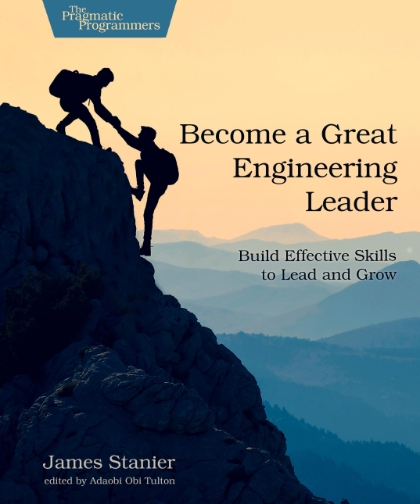 The
Pragmatic
Programmers
Become a Great
Engineering
Leader
Build Effective Skills
to Lead and Grow
James Stanier
edited by Adaobi Obi Tulton